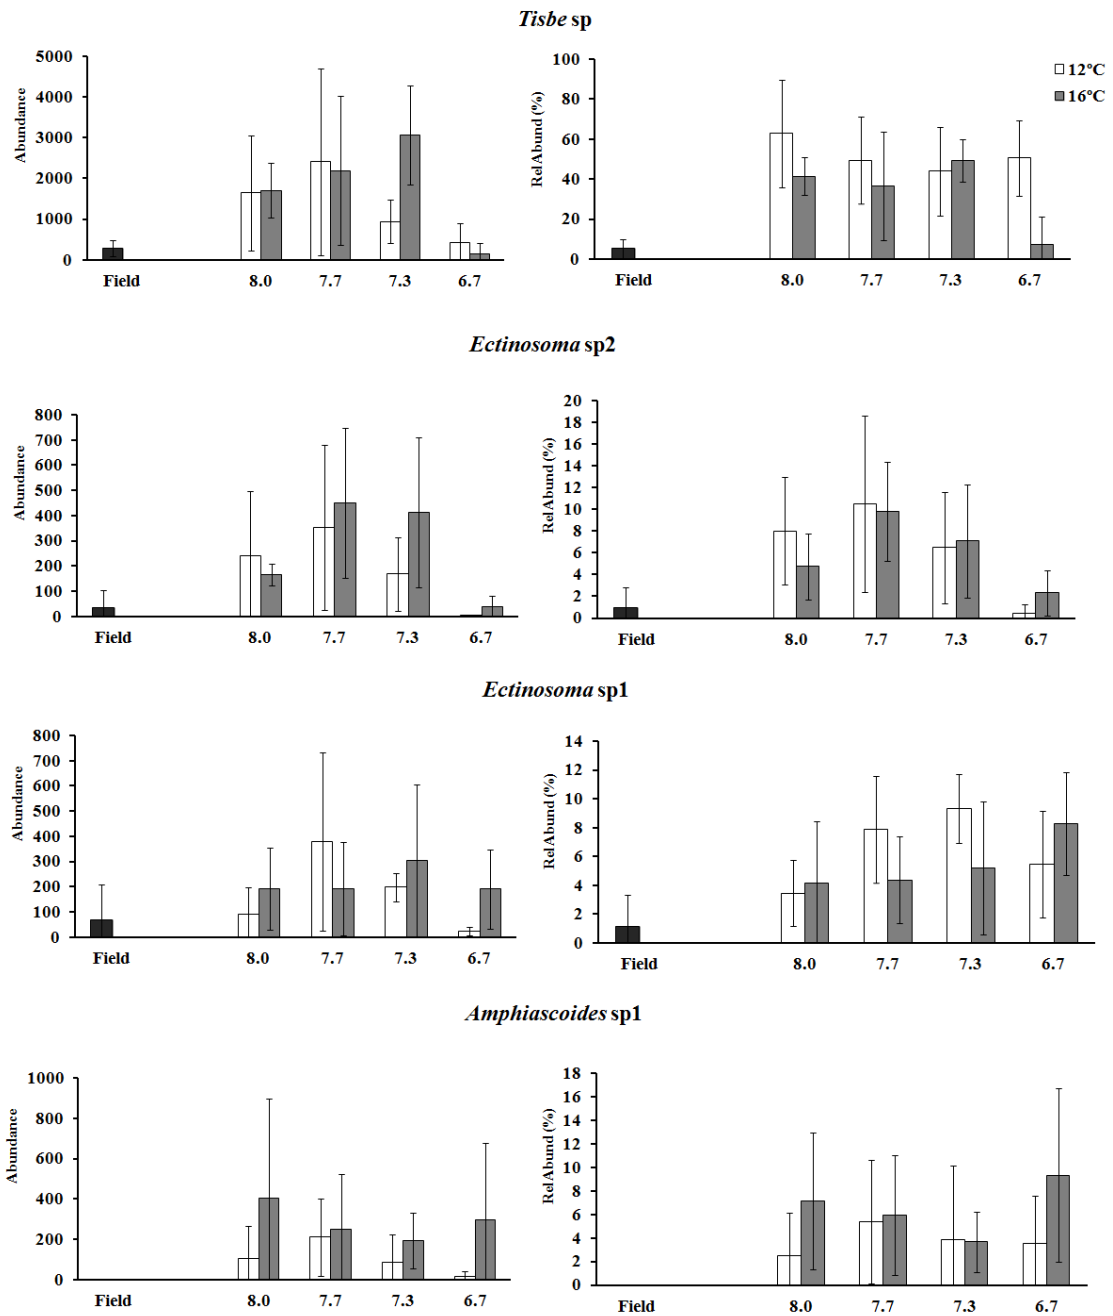 Tisbe sp
Abundance
5000
4000
3000
2000
1000
0
Field 8.0 7.7 7.3 6.7
RelAbund (%)
100
80
60
40
20
0
Field 8.0 7.7 7.3 6.7
12ºC
16ºC
Ectinosoma sp2
Abundance
800
700
600
500
400
300
200
100
0
Field 8.0 7.7 7.3 6.7
RelAbund (%)
20
18
16
14
12
10
8
6
4
2
0
Field 8.0 7.7 7.3 6.7
Ectinosoma sp1
Abundance
800
700
600
500
400
300
200
100
0
Field 8.0 7.7 7.3 6.7
RelAbund (%)
14
12
10
8
6
4
2
0
Field 8.0 7.7 7.3 6.7
Amphiascoides sp1
Abundance
1000
800
600
400
200
0
Field 8.0 7.7 7.3 6.7
RelAbund (%)
18
16
14
12
10
8
6
4
2
0
Field 8.0 7.7 7.3 6.7